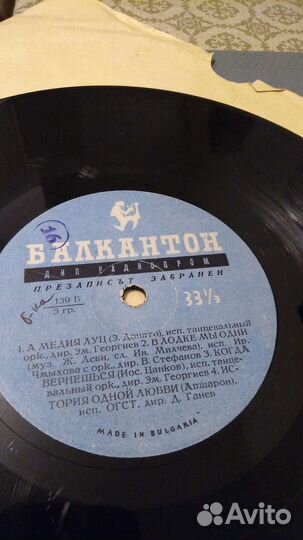 БАЛКАНТОН
ДИП РАДИОПРОМ
ПРЕЗАПИСЪТ ЗАБРАНЕН
139 Б
3 гр.
33⅓
1. А МЕДИЯ ЛУЦ (Э. Донато), исп. танцевальный
орк., дир. Эм. Георгиев 2. В ЛОДКЕ МЫ ОДНИ
(муз. Ж. Леви, сл. Ив. Милчева), исп. Ир.
Чмыхова с орк., дир. В. Стефанов 3. КОГДА
ВЕРНЕШЬСЯ (Иос. Цанков), исп. танце-
вальный орк., дир. Эм. Георгиев 4. ИС-
ТОРИЯ ОДНОЙ ЛЮБВИ (Апшарон),
исп. ОГСТ. дир. Д. Ганев
MADE IN BULGARIA
Avito